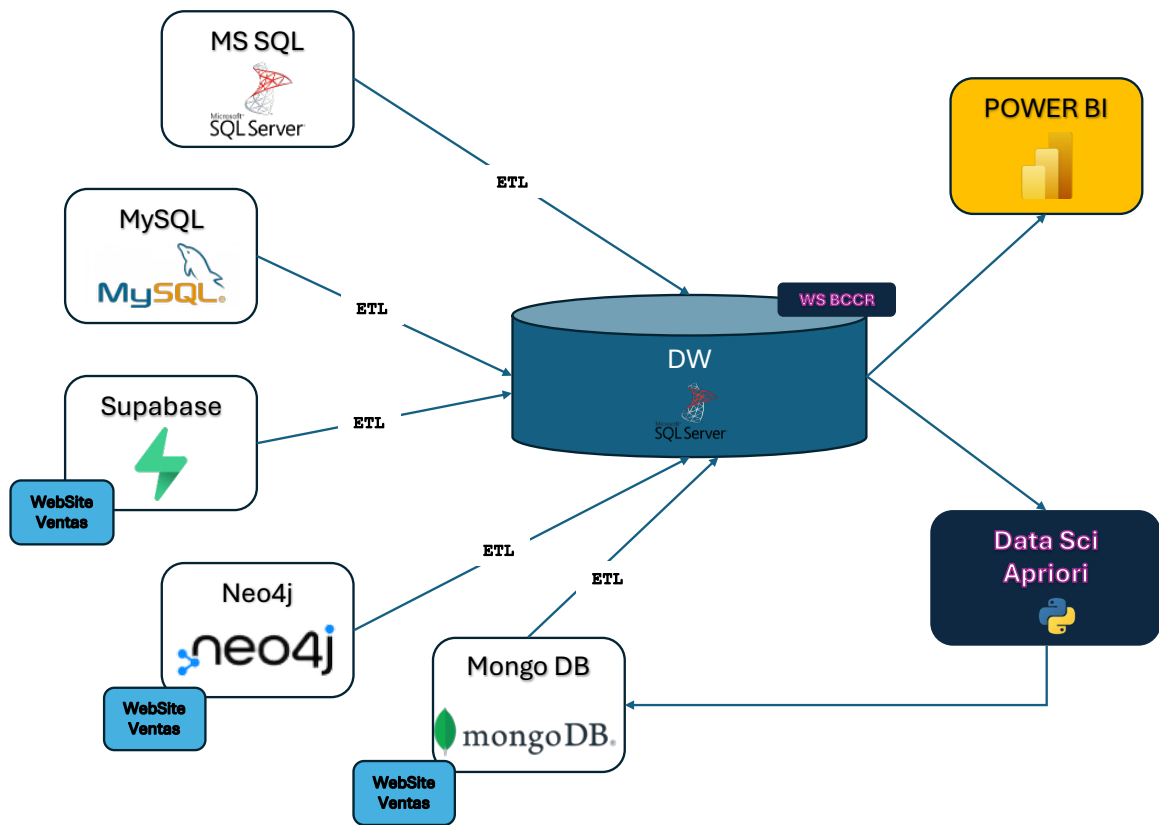 MS SQL
Microsoft®
SQL Server®
ETL
POWER BI
MySQL
MySQL®
ETL
WS BCCR
DW
Microsoft®
SQL Server
Supabase
ETL
WebSite
Ventas
ETL
ETL
Neo4j
neo4j
WebSite
Ventas
Mongo DB
mongoDB®
WebSite
Ventas
Data Sci
Apriori